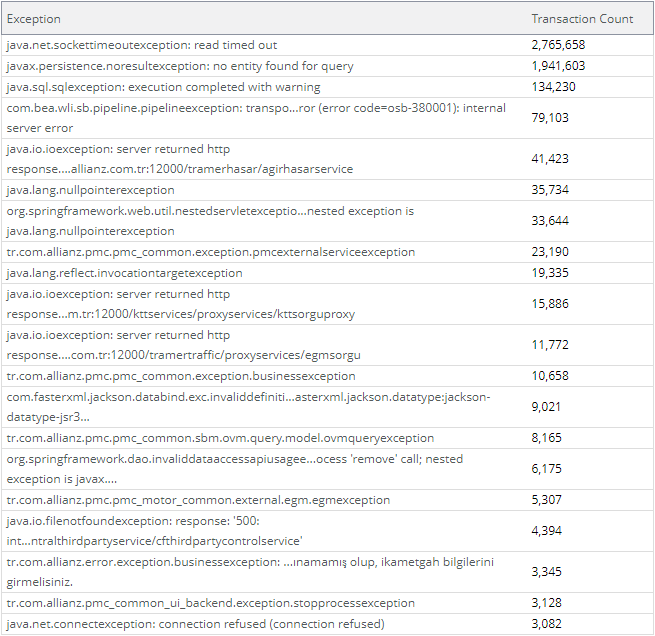 Exception Transaction Count
java.net.sockettimeoutexception: read timed out 2,765,658
javax.persistence.noresultexception: no entity found for query 1,941,603
java.sql.sqlexception: execution completed with warning 134,230
com.bea.wli.sb.pipeline.pipelineexception: transpo...ror (error code=osb-380001): internal
server error 79,103
java.io.ioexception: server returned http
response....allianz.com.tr:12000/tramerhasar/agirhasarservice 41,423
java.lang.nullpointerexception 35,734
org.springframework.web.util.nestedservletexceptio...nested exception is
java.lang.nullpointerexception 33,644
tr.com.allianz.pmc.pmc_common.exception.pmcexternalserviceexception 23,190
java.lang.reflect.invocationtargetexception 19,335
java.io.ioexception: server returned http
response...m.tr:12000/kttservices/proxyservices/kttsorguproxy 15,886
java.io.ioexception: server returned http
response....com.tr:12000/tramertraffic/proxyservices/egmsorgu 11,772
tr.com.allianz.pmc.pmc_common.exception.businessexception 10,658
com.fasterxml.jackson.databind.exc.invaliddefiniti...asterxml.jackson.datatype:jackson-
datatype-jsr3... 9,021
tr.com.allianz.pmc.pmc_common.sbm.ovm.query.model.ovmqueryexception 8,165
org.springframework.dao.invaliddataaccessapiusagee...ocess 'remove' call; nested
exception is javax.... 6,175
tr.com.allianz.pmc.pmc_motor_common.external.egm.egmexception 5,307
java.io.filenotfoundexception: response: '500:
int...ntralthirdpartyservice/cfthirdpartycontrolservice' 4,394
tr.com.allianz.error.exception.businessexception: ...ınamamış olup, ikametgah bilgilerini
girmelisiniz. 3,345
tr.com.allianz.pmc_common_ui_backend.exception.stopprocessexception 3,128
java.net.connectexception: connection refused (connection refused) 3,082